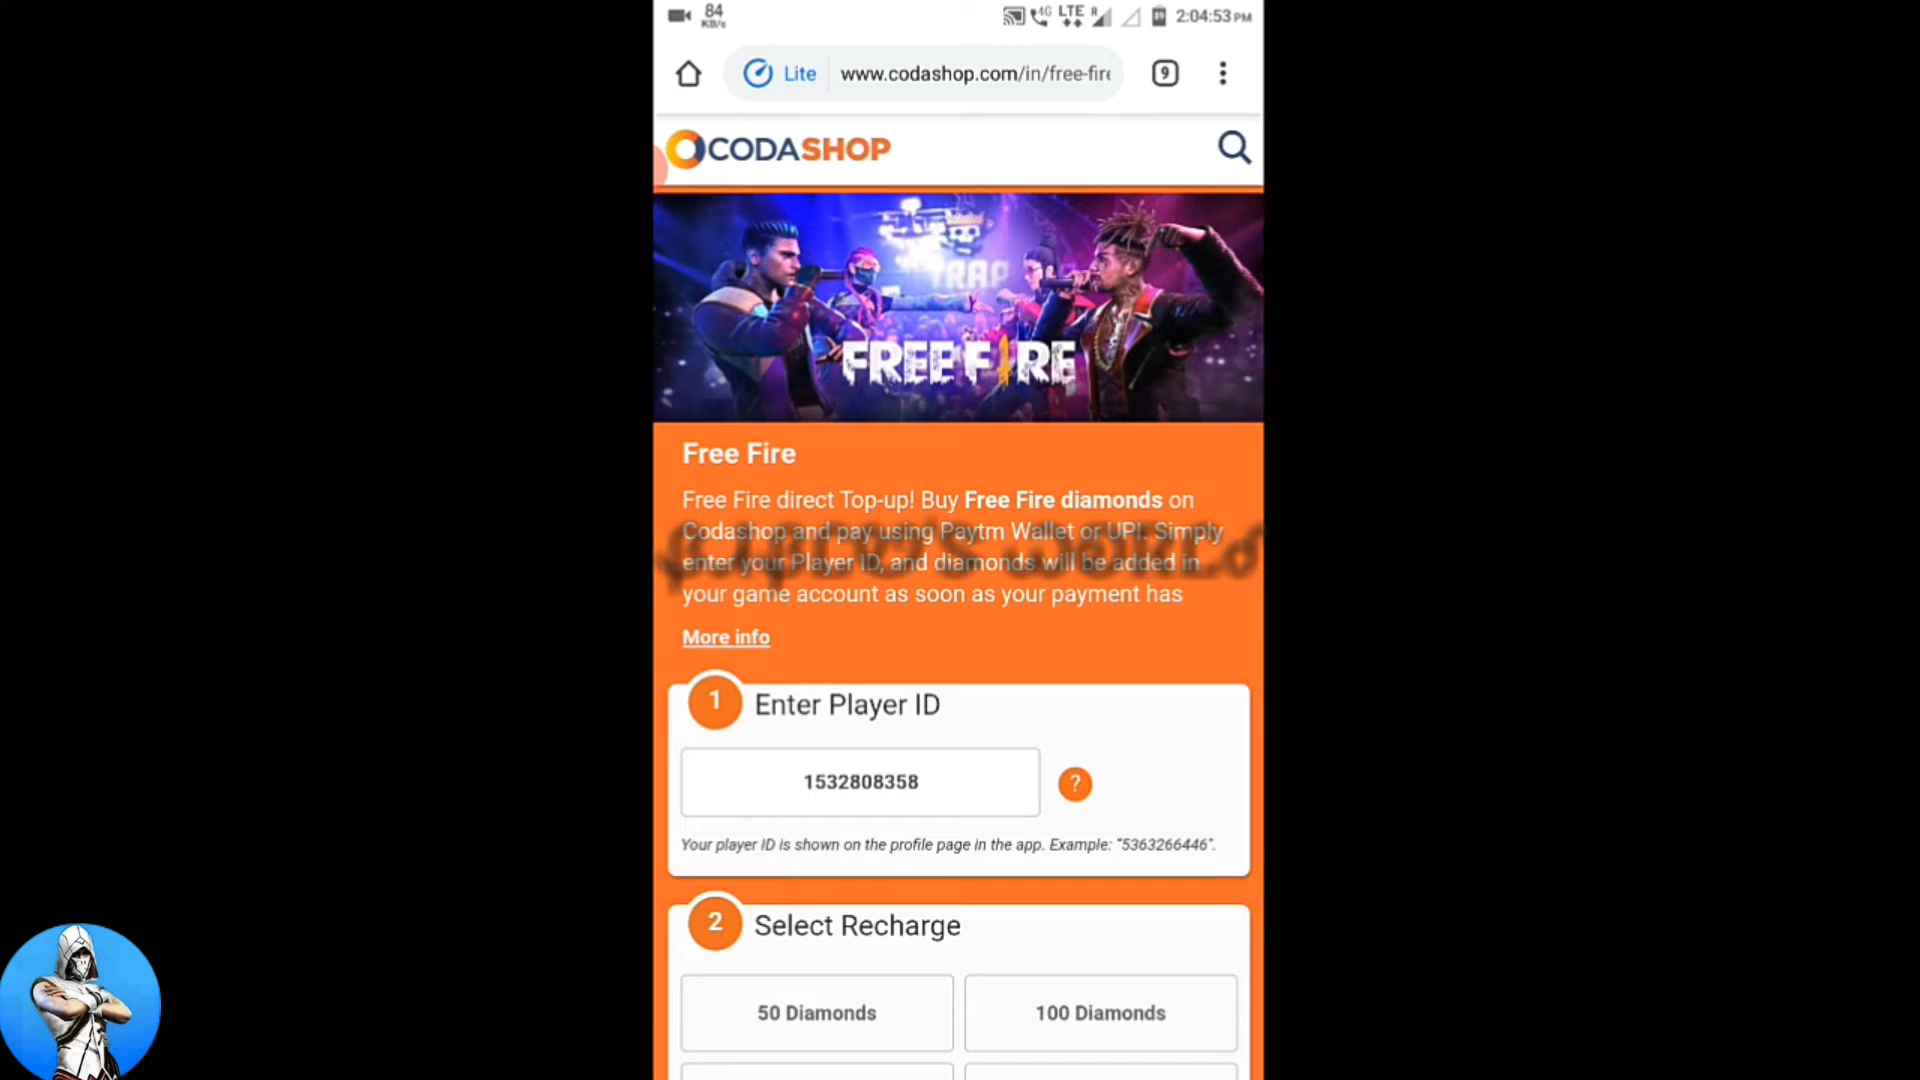 84
KB/s
4G
LTE
R
2:04:53 PM
Lite
www.codashop.com/in/free-fire
9
CODASHOP
TRAP
FREE FIRE
Free Fire
Free Fire direct Top-up! Buy Free Fire diamonds on
Codashop and pay using Paytm Wallet or UPI. Simply
enter your Player ID, and diamonds will be added in
your game account as soon as your payment has
More info
1
Enter Player ID
1532808358
?
Your player ID is shown on the profile page in the app. Example: "5363266446".
2
Select Recharge
50 Diamonds
100 Diamonds